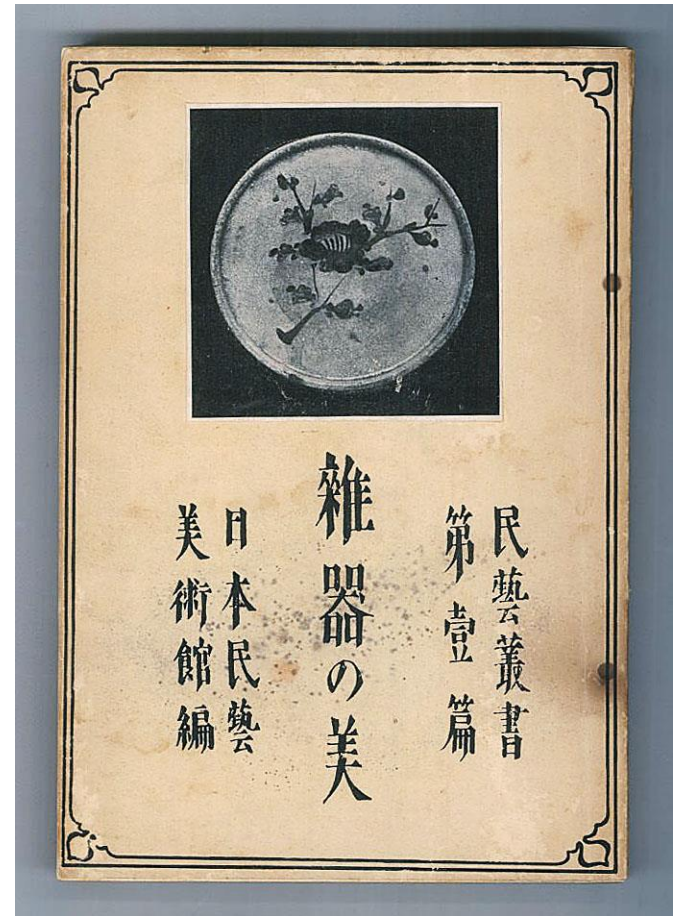 民藝叢書
第壹篇
雜器の美
日本民藝
美術館編